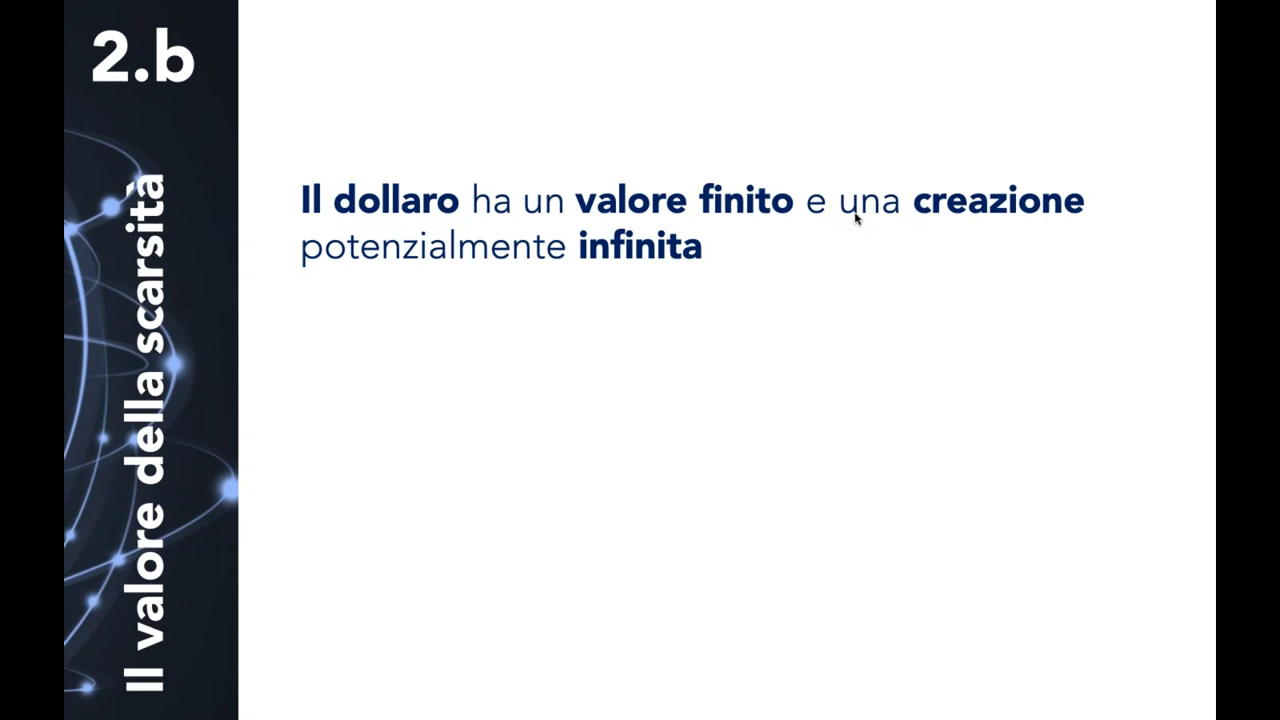 2.b
Il valore della scarsità
Il dollaro ha un valore finito e una creazione
potenzialmente infinita